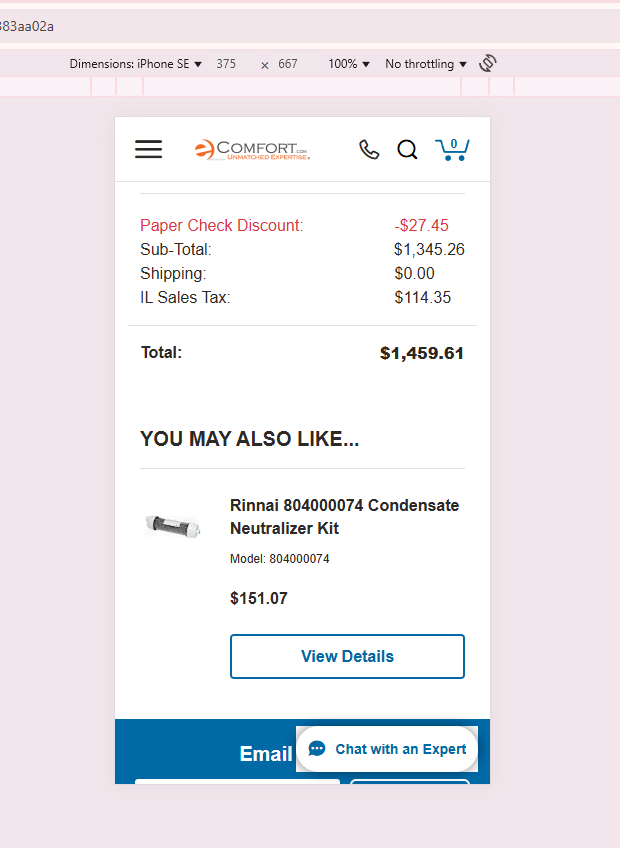 383aa02a
Dimensions: iPhone SE ▼ 375 × 667 100% ▼ No throttling ▼
eCOMFORT.COM
UNMATCHED EXPERTISE
0
Paper Check Discount: -$27.45
Sub-Total: $1,345.26
Shipping: $0.00
IL Sales Tax: $114.35
Total: $1,459.61
YOU MAY ALSO LIKE...
Rinnai 804000074 Condensate
Neutralizer Kit
Model: 804000074
$151.07
View Details
Email
Chat with an Expert